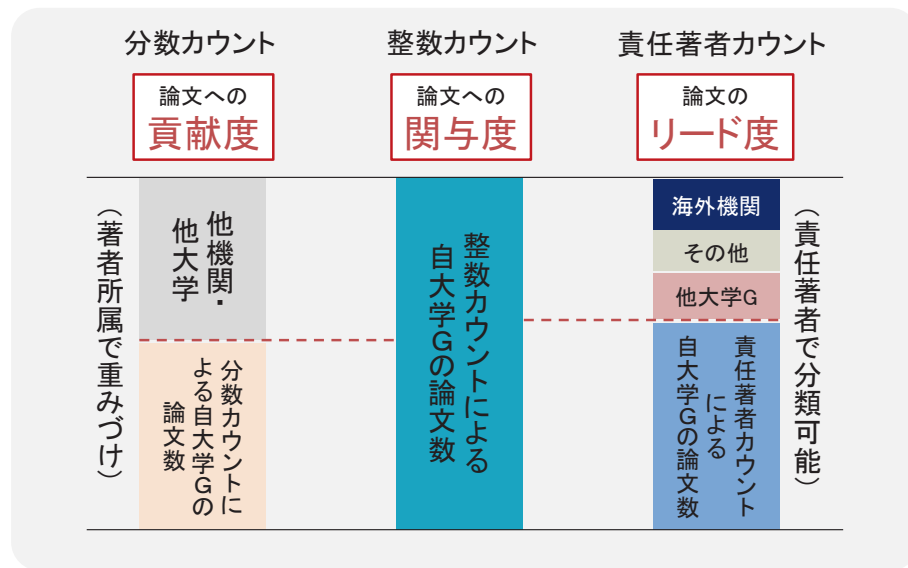 分数カウント
整数カウント
責任著者カウント
論文への
貢献度
論文への
関与度
論文の
リード度
（著者所属で重みづけ）
他機関・
他大学
分数カウントに
よる自大学Gの
論文数
整数カウントによる
自大学Gの論文数
海外機関
その他
他大学G
責任著者カウント
による
自大学Gの論文数
（責任著者で分類可能）